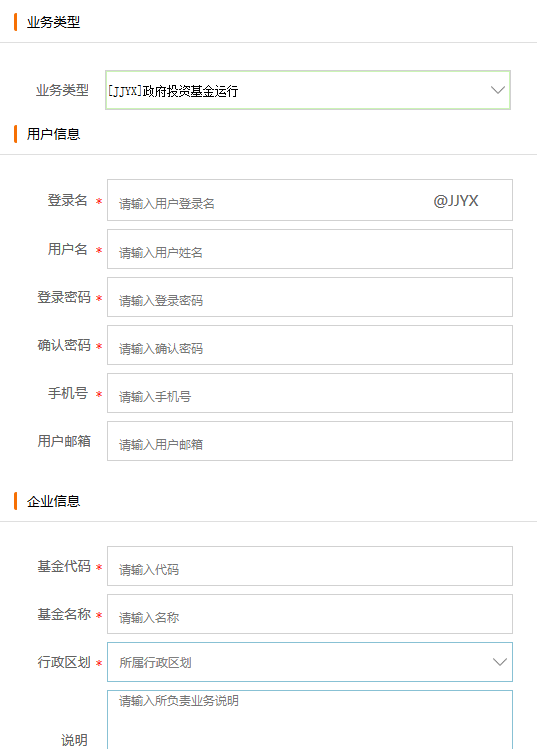 业务类型
业务类型 [JJYX]政府投资基金运行
用户信息
登录名 * 请输入用户登录名 @JJYX
用户名 * 请输入用户姓名
登录密码 * 请输入登录密码
确认密码 * 请输入确认密码
手机号 * 请输入手机号
用户邮箱 请输入用户邮箱
企业信息
基金代码 * 请输入代码
基金名称 * 请输入名称
行政区划 * 所属行政区划
请输入所负责业务说明
说明